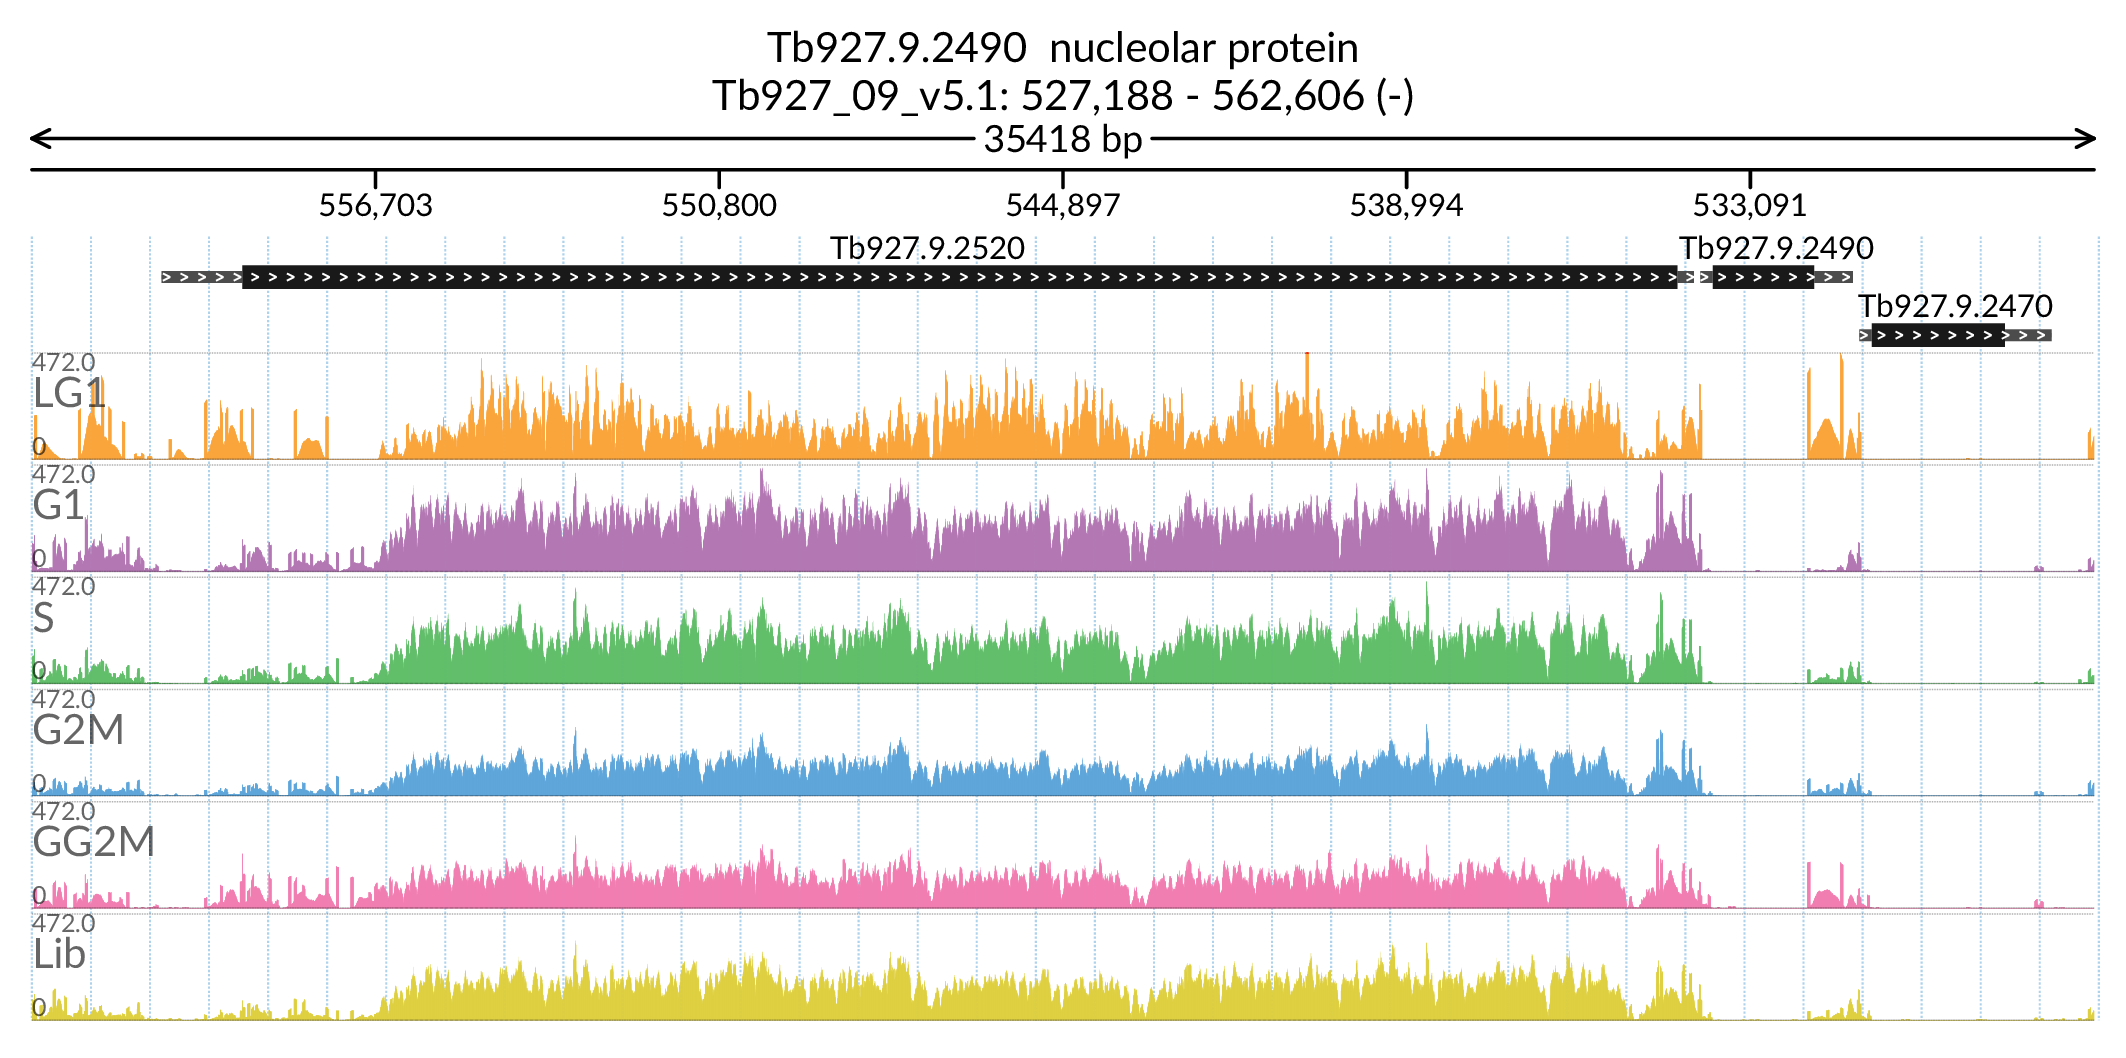 Tb927.9.2490  nucleolar protein
Tb927_09_v5.1: 527,188 - 562,606 (-)
35418 bp
556,703 550,800 544,897 538,994 533,091
Tb927.9.2520 Tb927.9.2490
Tb927.9.2470
472.0
LG1
0
472.0
G1
0
472.0
S
0
472.0
G2M
0
472.0
GG2M
0
472.0
Lib
0